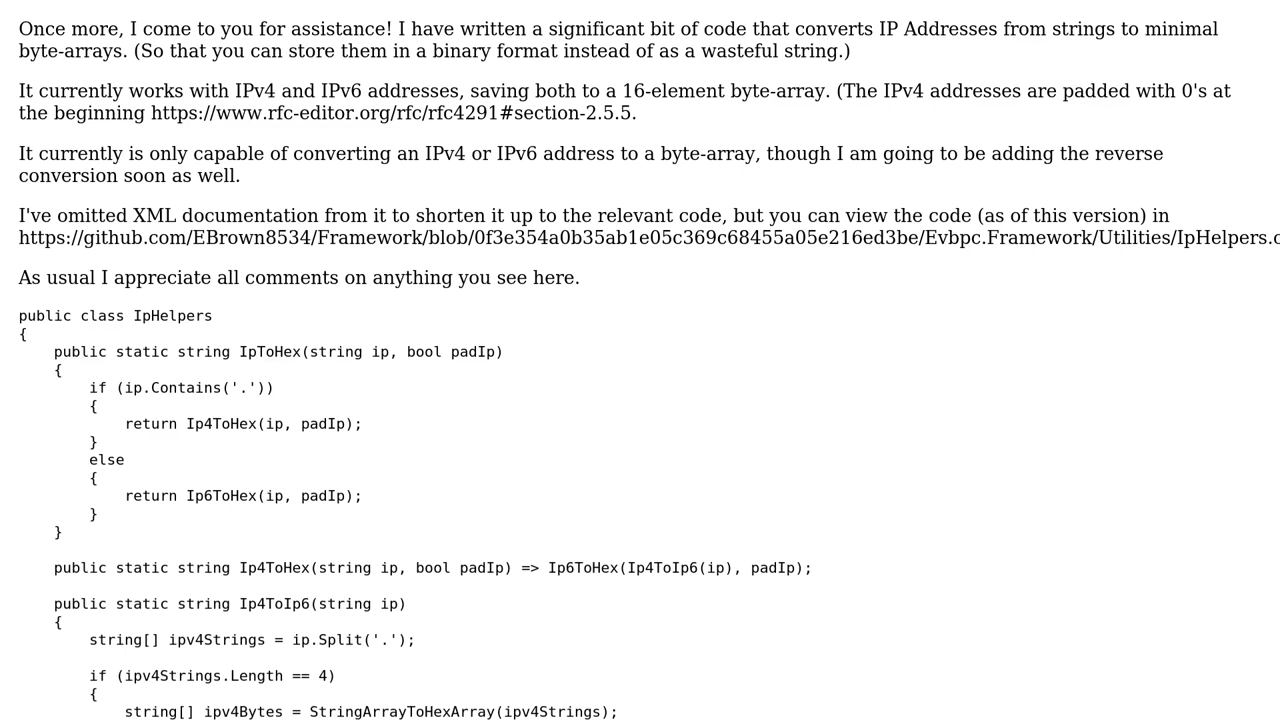 Once more, I come to you for assistance! I have written a significant bit of code that converts IP Addresses from strings to minimal
byte-arrays. (So that you can store them in a binary format instead of as a wasteful string.)
It currently works with IPv4 and IPv6 addresses, saving both to a 16-element byte-array. (The IPv4 addresses are padded with 0's at
the beginning https://www.rfc-editor.org/rfc/rfc4291#section-2.5.5.
It currently is only capable of converting an IPv4 or IPv6 address to a byte-array, though I am going to be adding the reverse
conversion soon as well.
I've omitted XML documentation from it to shorten it up to the relevant code, but you can view the code (as of this version) in
https://github.com/EBrown8534/Framework/blob/0f3e354a0b35ab1e05c369c68455a05e216ed3be/Evbpc.Framework/Utilities/IpHelpers.c
As usual I appreciate all comments on anything you see here.
public class IpHelpers
{
    public static string IpToHex(string ip, bool padIp)
    {
        if (ip.Contains('.'))
        {
            return Ip4ToHex(ip, padIp);
        }
        else
        {
            return Ip6ToHex(ip, padIp);
        }
    }
    public static string Ip4ToHex(string ip, bool padIp) => Ip6ToHex(Ip4ToIp6(ip), padIp);
    public static string Ip4ToIp6(string ip)
    {
        string[] ipv4Strings = ip.Split('.');
        if (ipv4Strings.Length == 4)
        {
            string[] ipv4Bytes = StringArrayToHexArray(ipv4Strings);